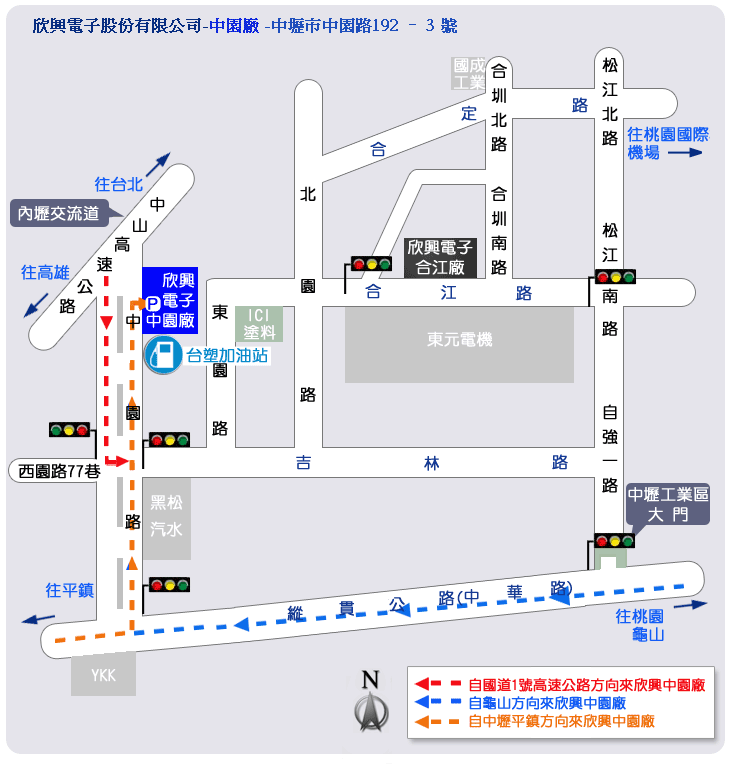 欣興電子股份有限公司-中園廠 -中壢市中園路192 - 3 號
國成
工業
合圳北路
松江北路
合定路
往桃園國際
機場
往台北
內壢交流道
中山高速公路
往高雄
北園路
合圳南路
松江南路
欣興電子
合江廠
合江路
欣興
P電子
中園廠
東園路
ICI
塗料
東元電機
台塑加油站
中園路
自強一路
西園路77巷
吉林路
黑松
汽水
中壢工業區
大門
往平鎮
縱貫公路(中華路)
往桃園
龜山
YKK
N
自國道1號高速公路方向來欣興中園廠
自龜山方向來欣興中園廠
自中壢平鎮方向來欣興中園廠